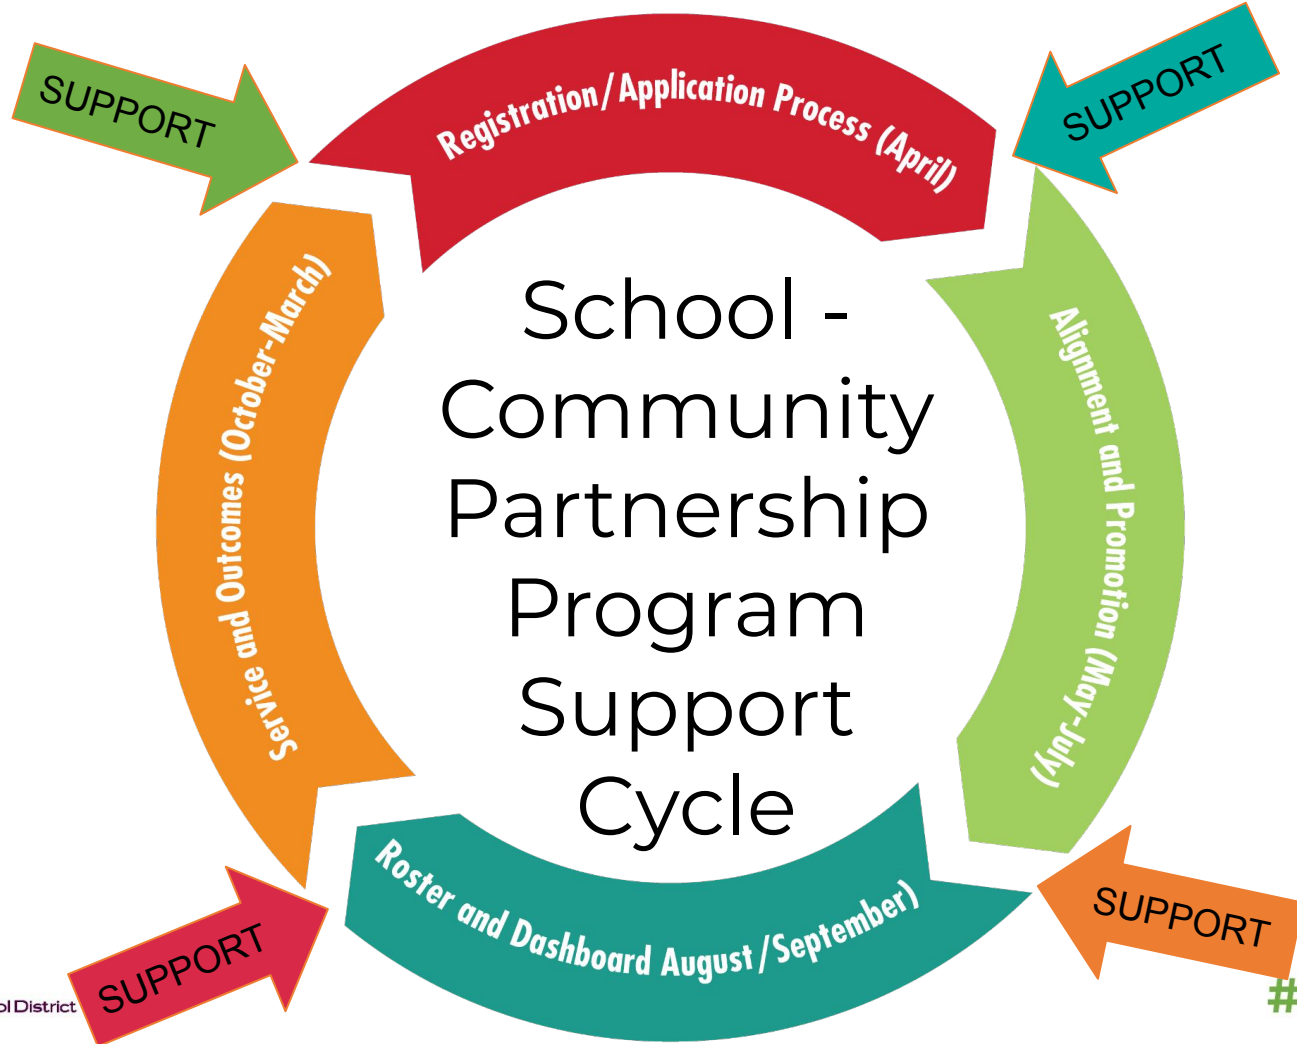 SUPPORT
Registration/Application Process (April)
SUPPORT
Alignment and Promotion (May-July)
SUPPORT
Roster and Dashboard August/September)
SUPPORT
Service and Outcomes (October-March)
School -
Community
Partnership
Program
Support
Cycle
District
#